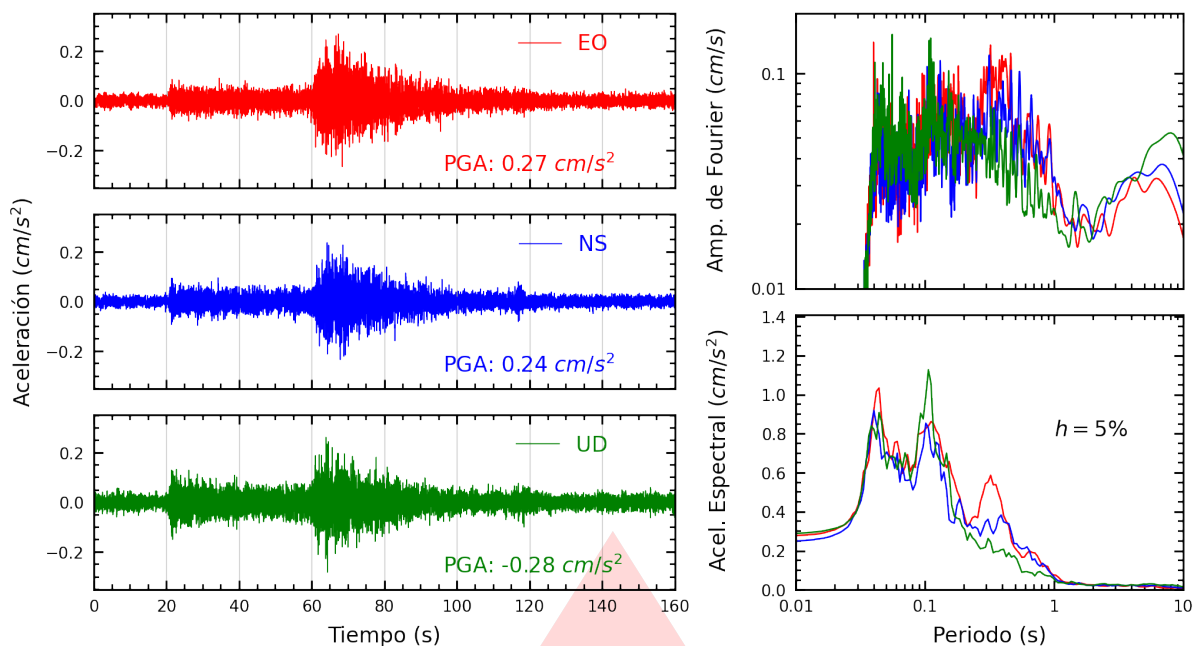 Aceleración (cm/s²)
0.2
0.0
−0.2
EO
PGA: 0.27 cm/s²
0.2
0.0
−0.2
NS
PGA: 0.24 cm/s²
0.2
0.0
−0.2
UD
PGA: -0.28 cm/s²
0 20 40 60 80 100 120 140 160
Tiempo (s)
Amp. de Fourier (cm/s)
0.1
0.01
Acel. Espectral (cm/s²)
1.4
1.2
1.0
0.8
0.6
0.4
0.2
0.0
h = 5%
0.01 0.1 1 10
Periodo (s)